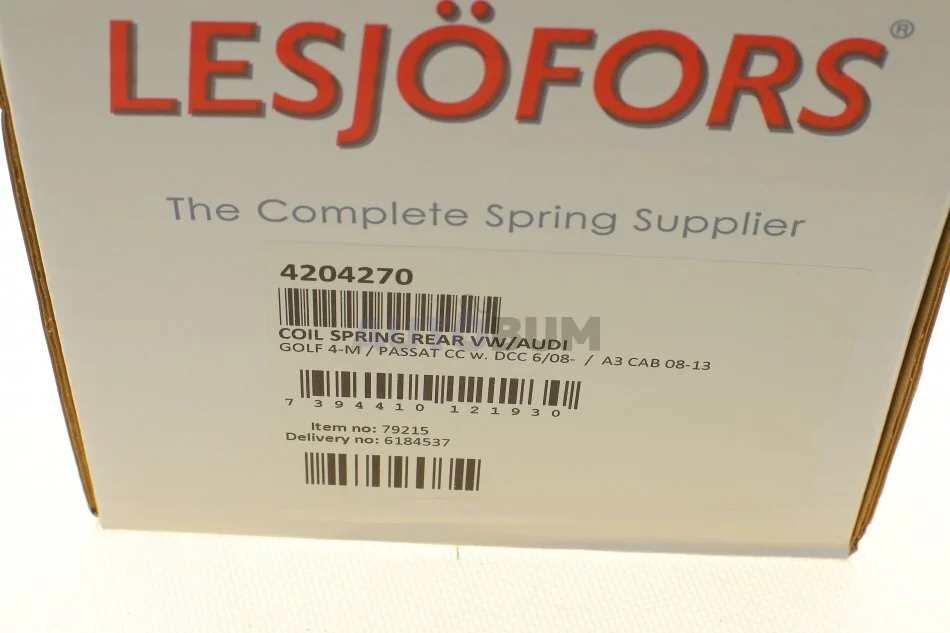 LESJÖFORS®
The Complete Spring Supplier
4204270
AUTOBUM
COIL SPRING REAR VW/AUDI
GOLF 4-M / PASSAT CC w. DCC 6/08- / A3 CAB 08-13
7 394410 121930
Item no: 79215
Delivery no: 6184537